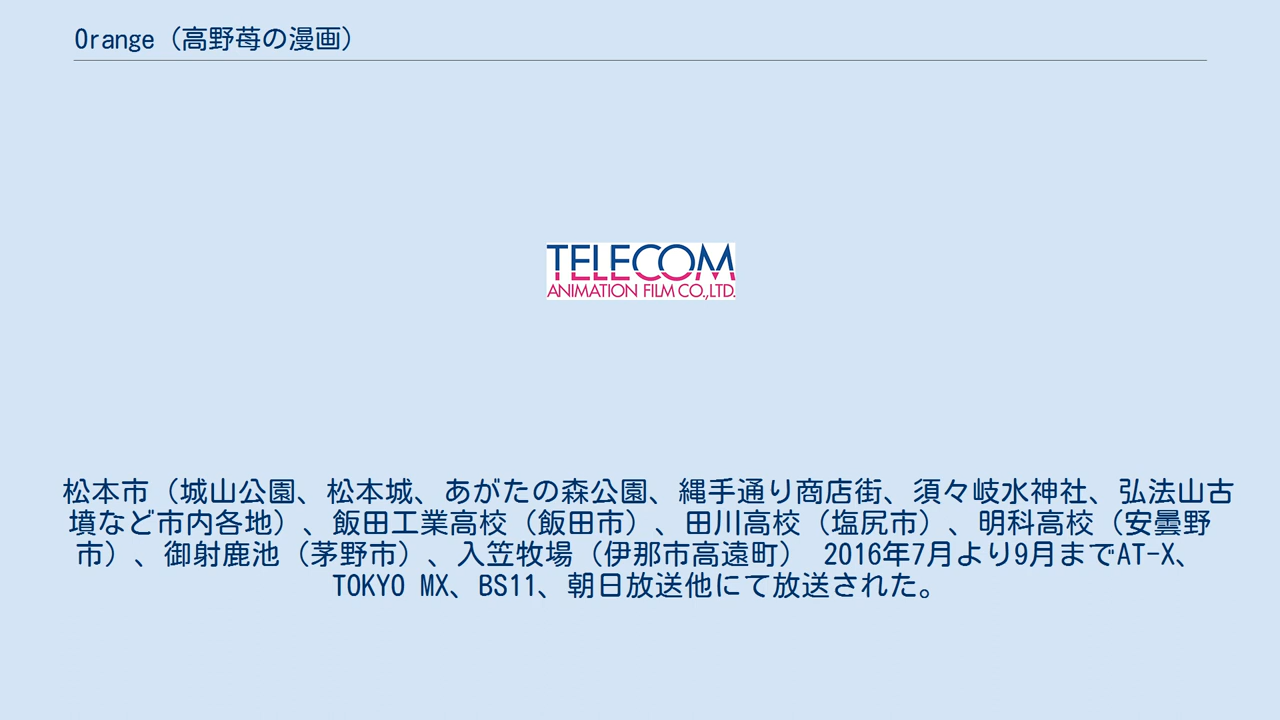 Orange（高野苺の漫画）
TELECOM
ANIMATION FILM CO.,LTD.
松本市（城山公園、松本城、あがたの森公園、縄手通り商店街、須々岐水神社、弘法山古
墳など市内各地）、飯田工業高校（飯田市）、田川高校（塩尻市）、明科高校（安曇野
市）、御射鹿池（茅野市）、入笠牧場（伊那市高遠町） 2016年7月より9月までAT-X、
TOKYO MX、BS11、朝日放送他にて放送された。